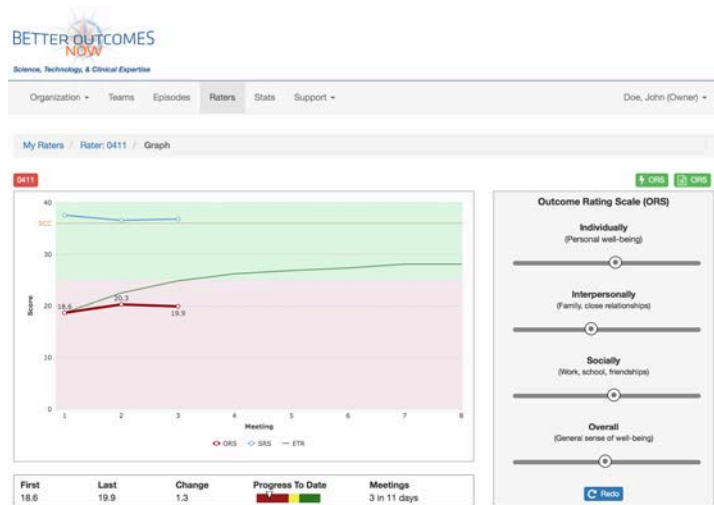 BETTER OUTCOMES
NOW
Science, Technology, & Clinical Expertise
Organization Teams Episodes Raters Stats Support Doe, John (Owner)
My Raters / Rater: 0411 / Graph
0411
ORS ORS
40
SCC
30
20
10
0
Score
18.6
20.3
19.9
1 2 3 4 5 6 7 8
Meeting
ORS SRS ETR
Outcome Rating Scale (ORS)
Individually
(Personal well-being)
Interpersonally
(Family, close relationships)
Socially
(Work, school, friendships)
Overall
(General sense of well-being)
Redo
First Last Change Progress To Date Meetings
18.6 19.9 1.3 3 in 11 days